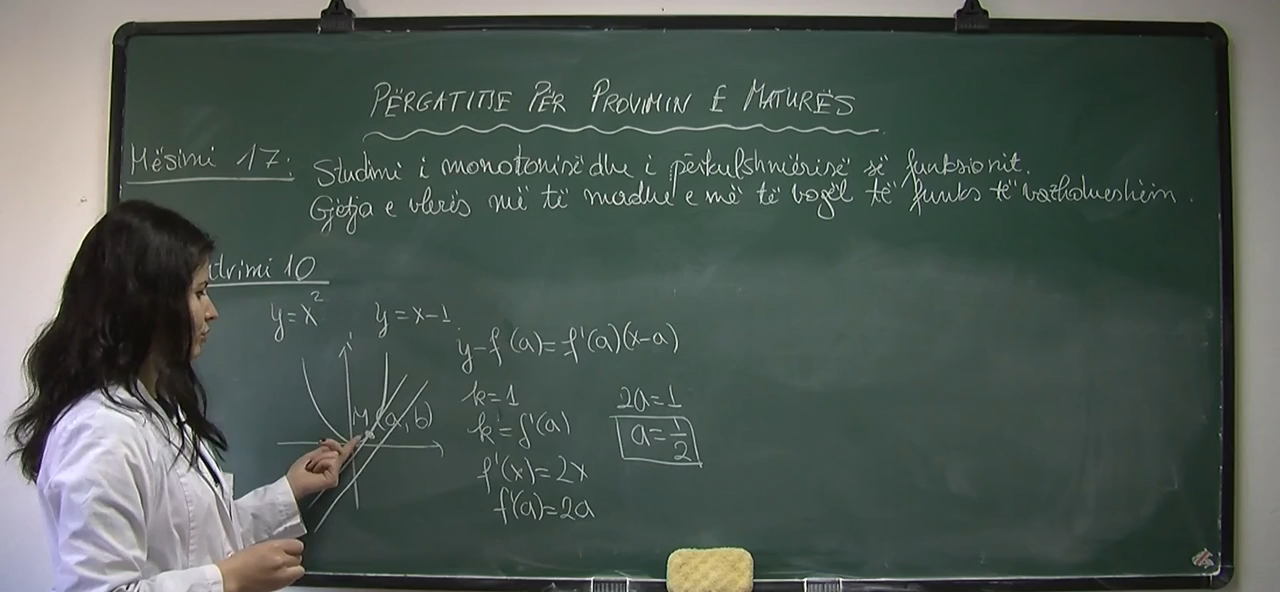 PËRGATITJE PËR PROVIMIN E MATURËS
Mësimi 17: Studimi i monotonisë dhe i përkulshmërisë së funksionit.
Gjetja e vlerës më të madhe e më të vogël të funks të vazhdueshëm.
trimi 10
y=x² y=x-1
y-f(a)=f'(a)(x-a)
k=1
k=f'(a)
f'(x)=2x
f'(a)=2a
2a=1
a=1/2
M(a,b)